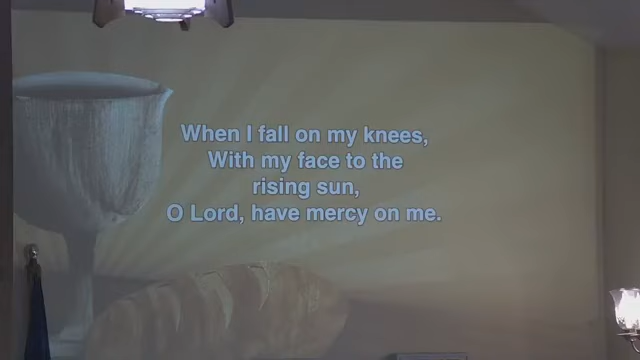 When I fall on my knees,
With my face to the
rising sun,
O Lord, have mercy on me.